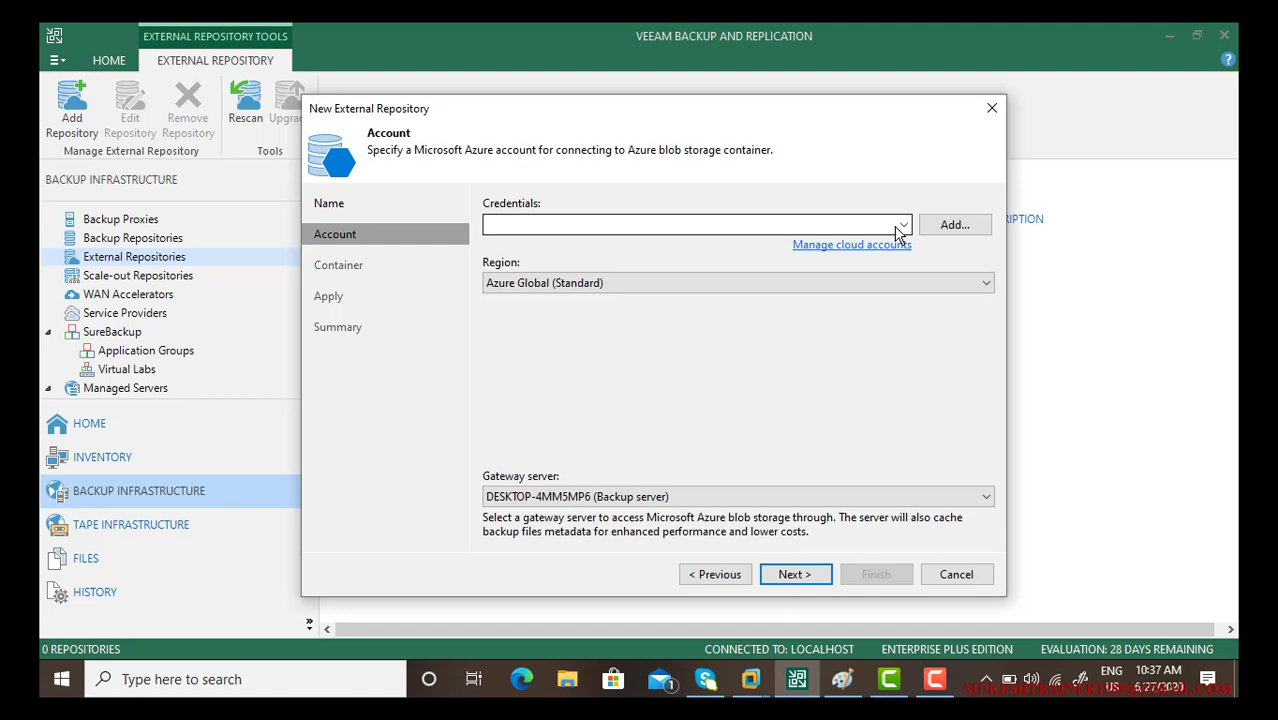 EXTERNAL REPOSITORY TOOLS
VEEAM BACKUP AND REPLICATION
HOME
EXTERNAL REPOSITORY
Add Repository
Edit Repository
Remove Repository
Rescan
Upgra
Manage External Repository
Tools
New External Repository
Account
Specify a Microsoft Azure account for connecting to Azure blob storage container.
BACKUP INFRASTRUCTURE
Backup Proxies
Backup Repositories
External Repositories
Scale-out Repositories
WAN Accelerators
Service Providers
SureBackup
Application Groups
Virtual Labs
Managed Servers
HOME
INVENTORY
BACKUP INFRASTRUCTURE
TAPE INFRASTRUCTURE
FILES
HISTORY
Name
Account
Container
Apply
Summary
Credentials:
Add...
Manage cloud accounts
Region:
Azure Global (Standard)
Gateway server:
DESKTOP-4MM5MP6 (Backup server)
Select a gateway server to access Microsoft Azure blob storage through. The server will also cache
backup files metadata for enhanced performance and lower costs.
< Previous
Next >
Finish
Cancel
RIPTION
0 REPOSITORIES
CONNECTED TO: LOCALHOST
ENTERPRISE PLUS EDITION
EVALUATION: 28 DAYS REMAINING
Type here to search
1
ENG
US
10:37 AM
6/27/2020